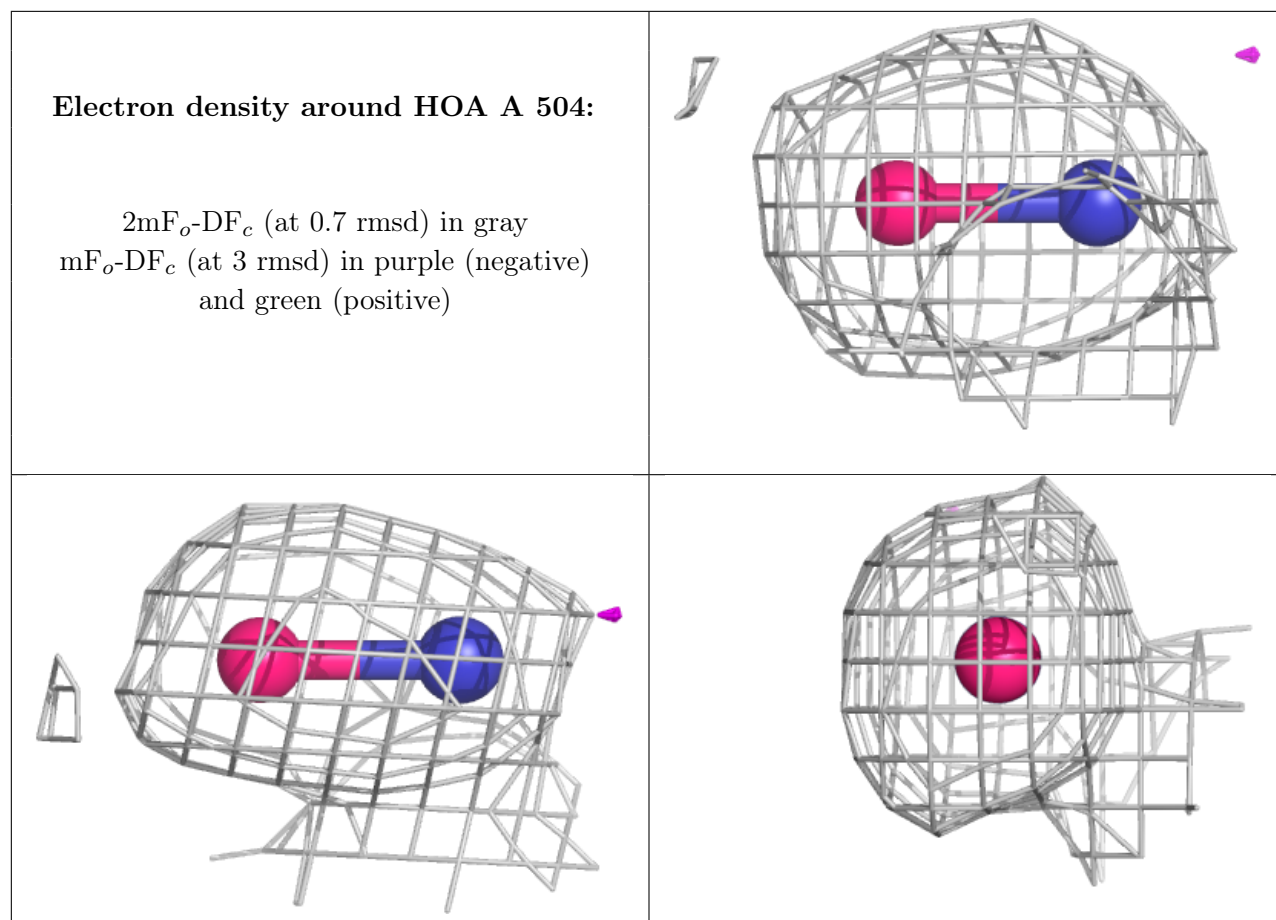 Electron density around HOA A 504:
2mFo-DFc (at 0.7 rmsd) in gray
mFo-DFc (at 3 rmsd) in purple (negative)
and green (positive)